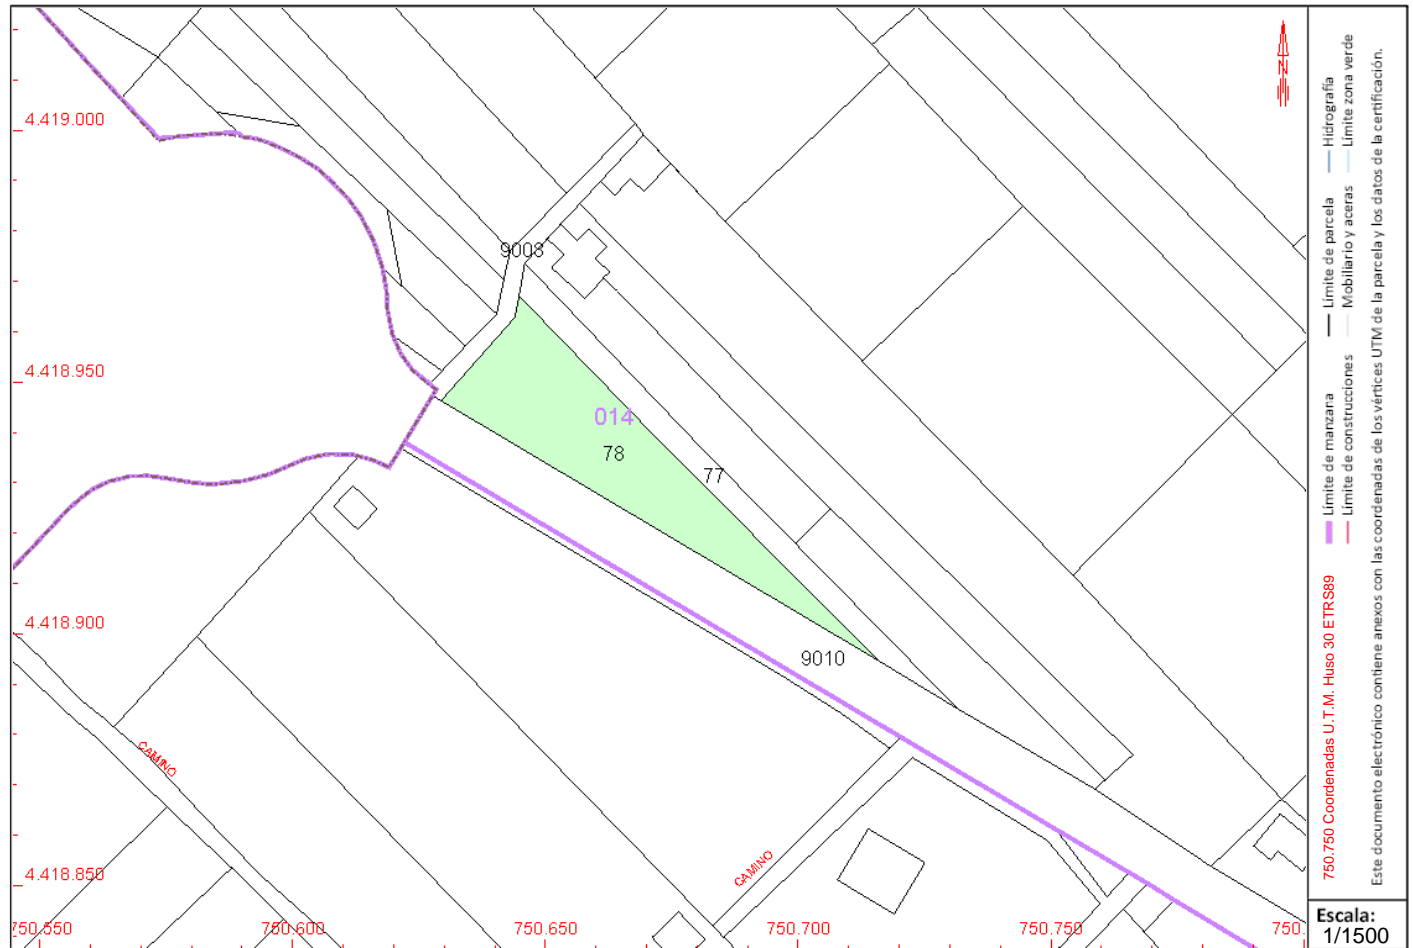 4.419.000
4.418.950
4.418.900
4.418.850
9008
014
78
77
9010
CAMINO
CAMINO
750.550
750.600
750.650
750.700
750.750
750.
N
750.750 Coordenadas U.T.M. Huso 30 ETRS89
Límite de manzana
Límite de parcela
Hidrografía
Límite de construcciones
Mobiliario y aceras
Límite zona verde
Este documento electrónico contiene anexos con las coordenadas de los vértices UTM de la parcela y los datos de la certificación.
Escala:
1/1500